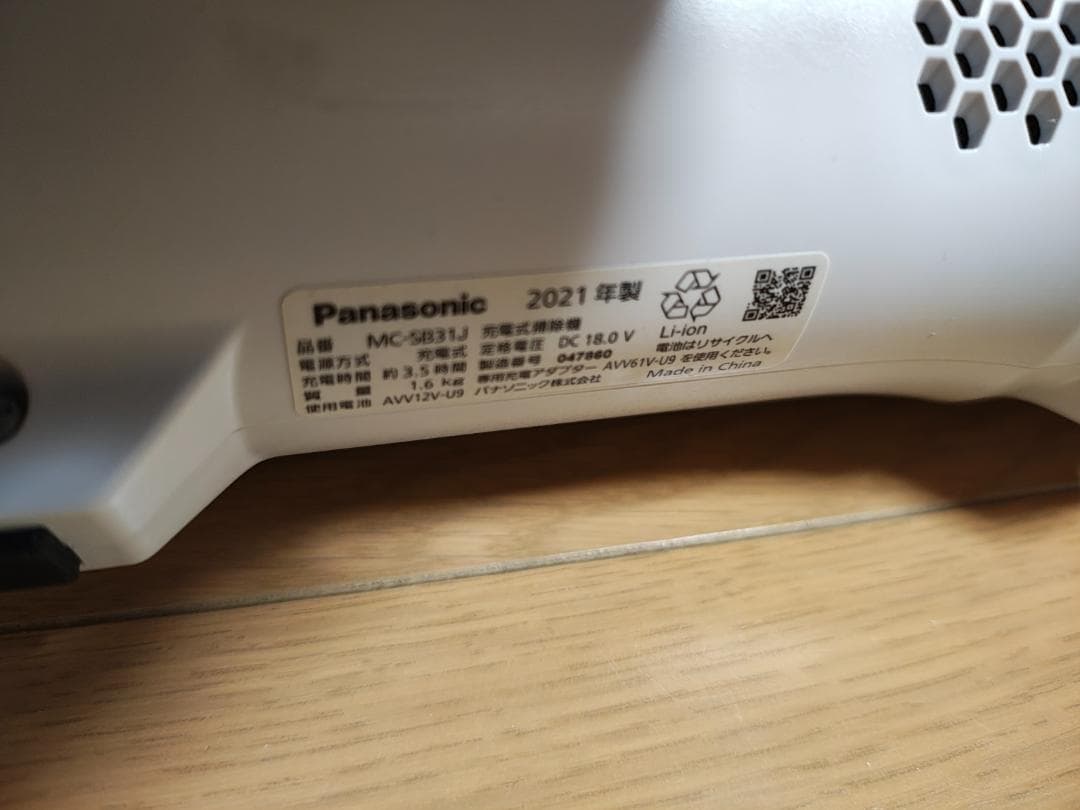 Panasonic 2021 年製
品番 MC-SB31J 充電式掃除機
電源方式 充電式 定格電圧 DC 18.0 V
充電時間 約 3.5 時間 製造番号 047860
質量 1.6 kg 専用充電アダプター AVV61V-U9 を使用ください。
使用電池 AVV12V-U9 パナソニック株式会社
Li-ion
電池はリサイクルへ
Made in China